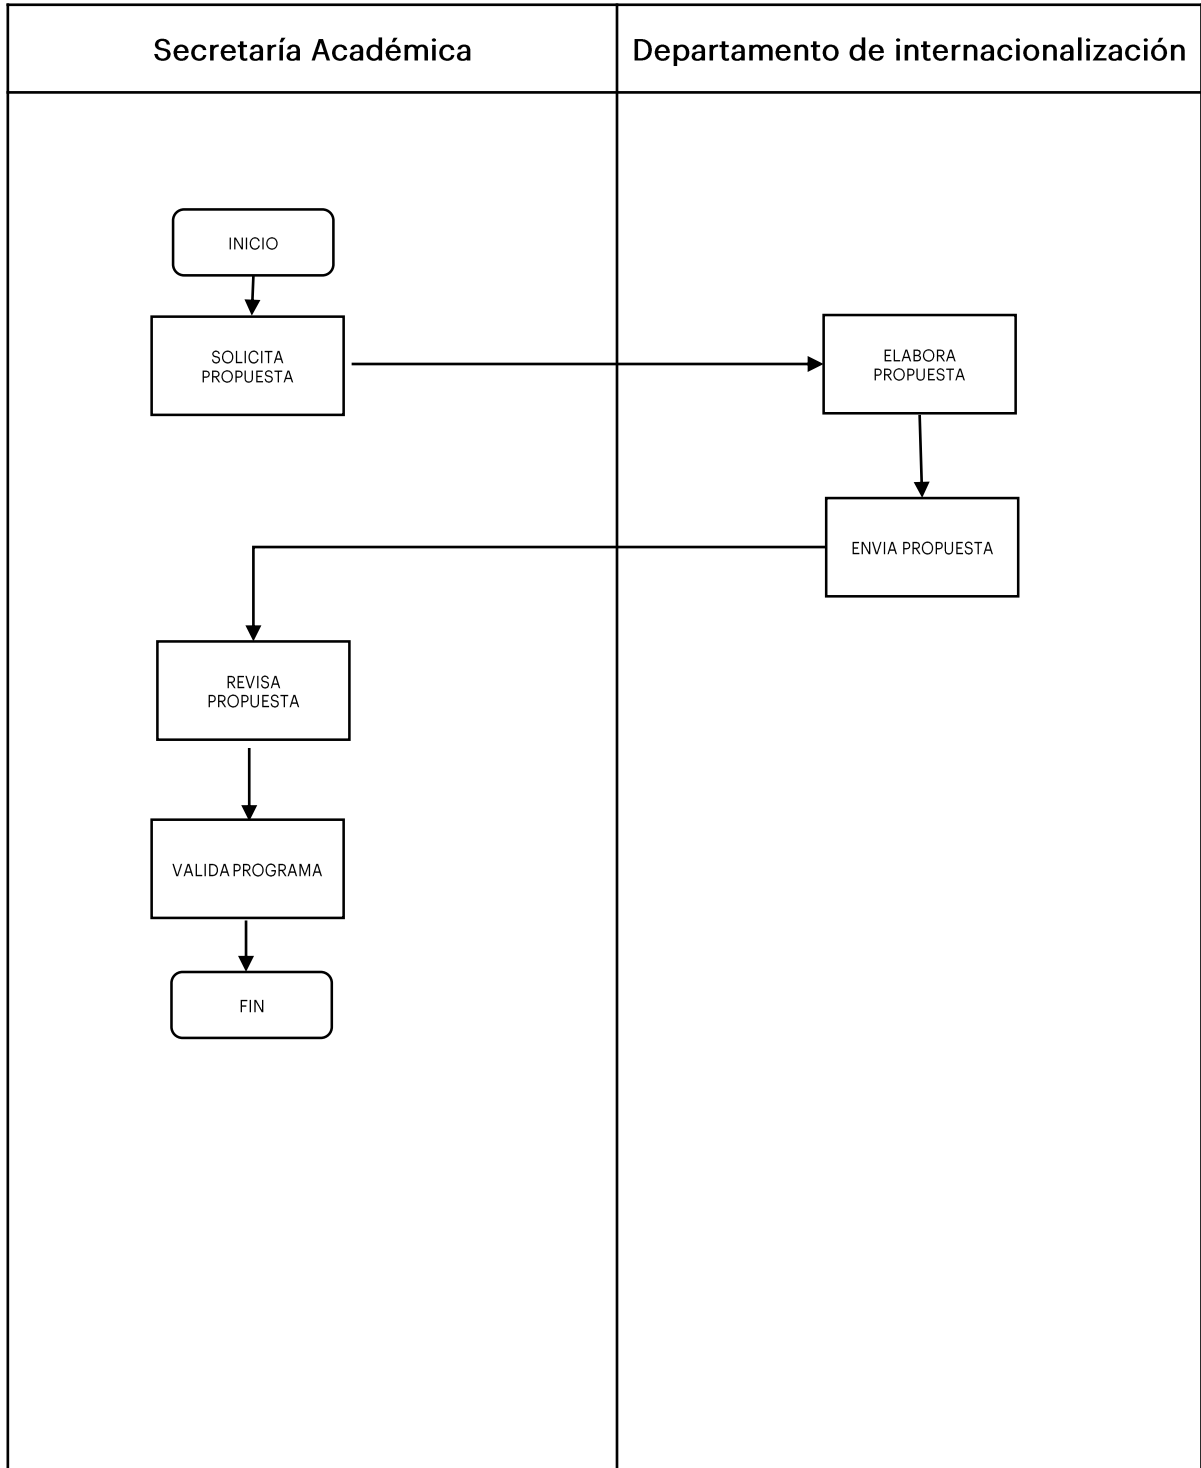 Secretaría Académica
Departamento de internacionalización
INICIO
SOLICITA
PROPUESTA
ELABORA
PROPUESTA
ENVIA PROPUESTA
REVISA
PROPUESTA
VALIDA PROGRAMA
FIN